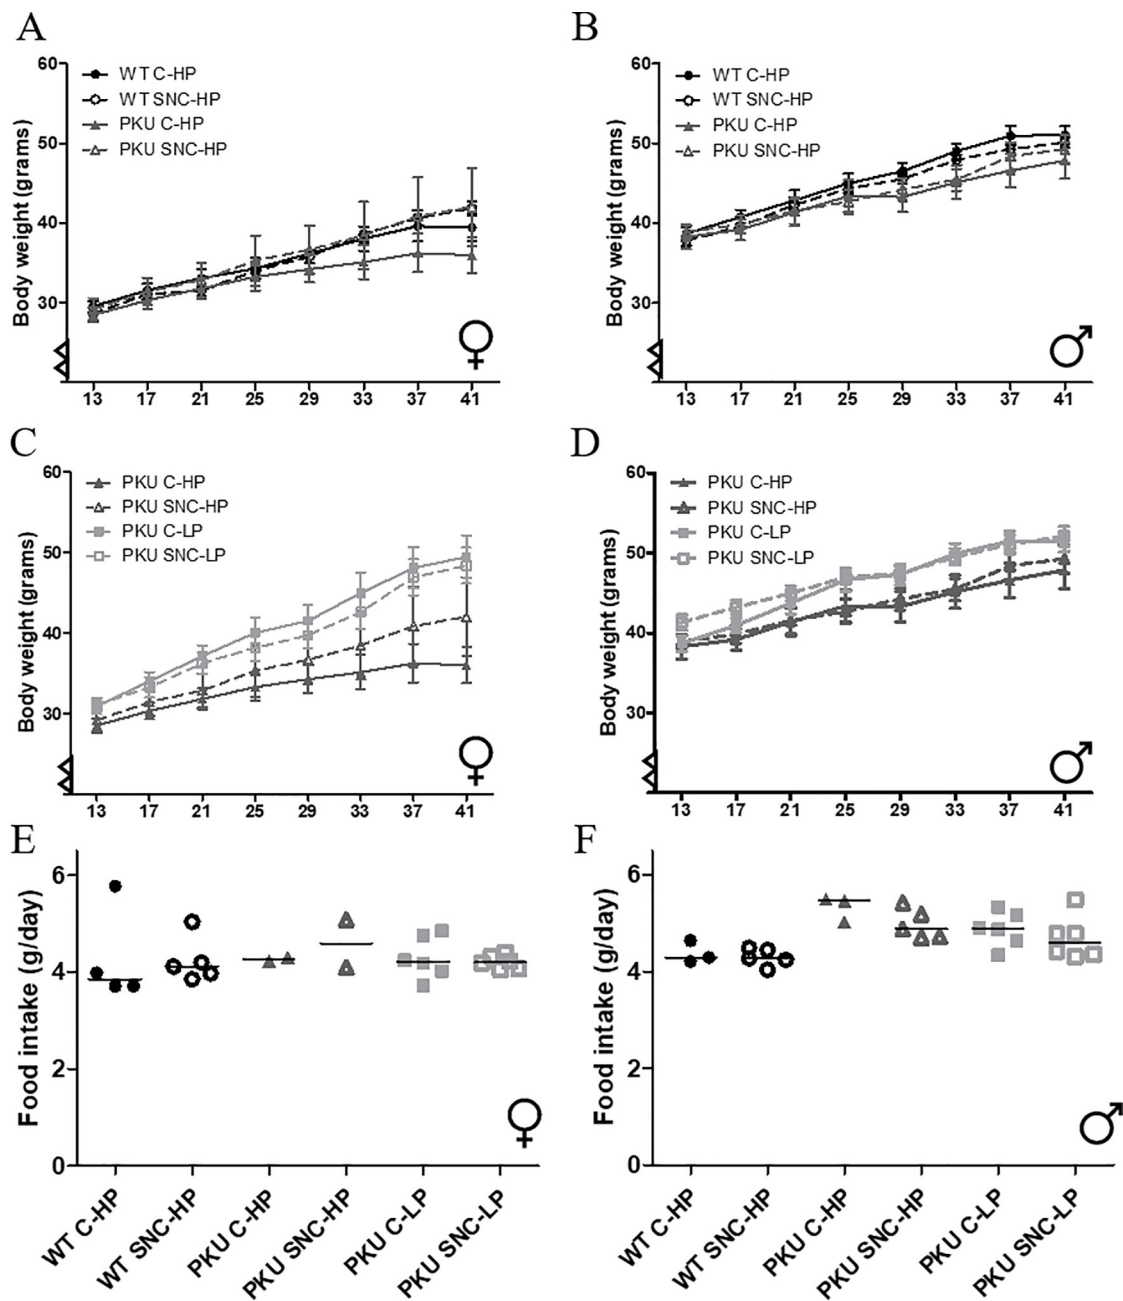 A
60
50
40
30
Body weight (grams)
WT C-HP
WT SNC-HP
PKU C-HP
PKU SNC-HP
13 17 21 25 29 33 37 41
B
60
50
40
30
Body weight (grams)
WT C-HP
WT SNC-HP
PKU C-HP
PKU SNC-HP
13 17 21 25 29 33 37 41
C
60
50
40
30
Body weight (grams)
PKU C-HP
PKU SNC-HP
PKU C-LP
PKU SNC-LP
13 17 21 25 29 33 37 41
D
60
50
40
30
Body weight (grams)
PKU C-HP
PKU SNC-HP
PKU C-LP
PKU SNC-LP
13 17 21 25 29 33 37 41
E
6
4
2
0
Food intake (g/day)
WT C-HP
WT SNC-HP
PKU C-HP
PKU SNC-HP
PKU C-LP
PKU SNC-LP
F
6
4
2
0
Food intake (g/day)
WT C-HP
WT SNC-HP
PKU C-HP
PKU SNC-HP
PKU C-LP
PKU SNC-LP